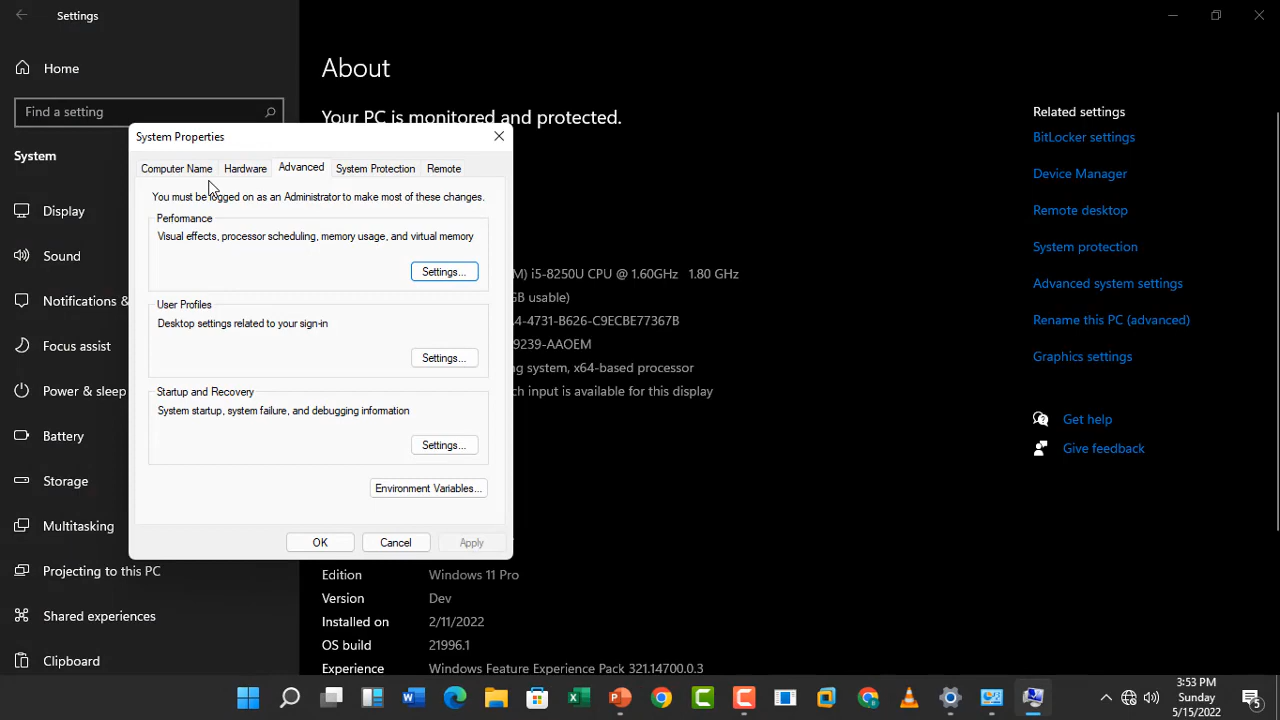 Settings
Home
Find a setting
System
Display
Sound
Notifications &
Focus assist
Power & sleep
Battery
Storage
Multitasking
Projecting to this PC
Shared experiences
Clipboard
About
Your PC is monitored and protected.
System Properties
Computer Name
Hardware
Advanced
System Protection
Remote
You must be logged on as an Administrator to make most of these changes.
Performance
Visual effects, processor scheduling, memory usage, and virtual memory
Settings...
User Profiles
Desktop settings related to your sign-in
Settings...
Startup and Recovery
System startup, system failure, and debugging information
Settings...
Environment Variables...
OK
Cancel
Apply
M) i5-8250U CPU @ 1.60GHz 1.80 GHz
GB usable)
4-4731-B626-C9ECBE77367B
9239-AAOEM
ng system, x64-based processor
ch input is available for this display
Edition Windows 11 Pro
Version Dev
Installed on 2/11/2022
OS build 21996.1
Experience Windows Feature Experience Pack 321.14700.0.3
Related settings
BitLocker settings
Device Manager
Remote desktop
System protection
Advanced system settings
Rename this PC (advanced)
Graphics settings
Get help
Give feedback
3:53 PM
Sunday
5/15/2022
5